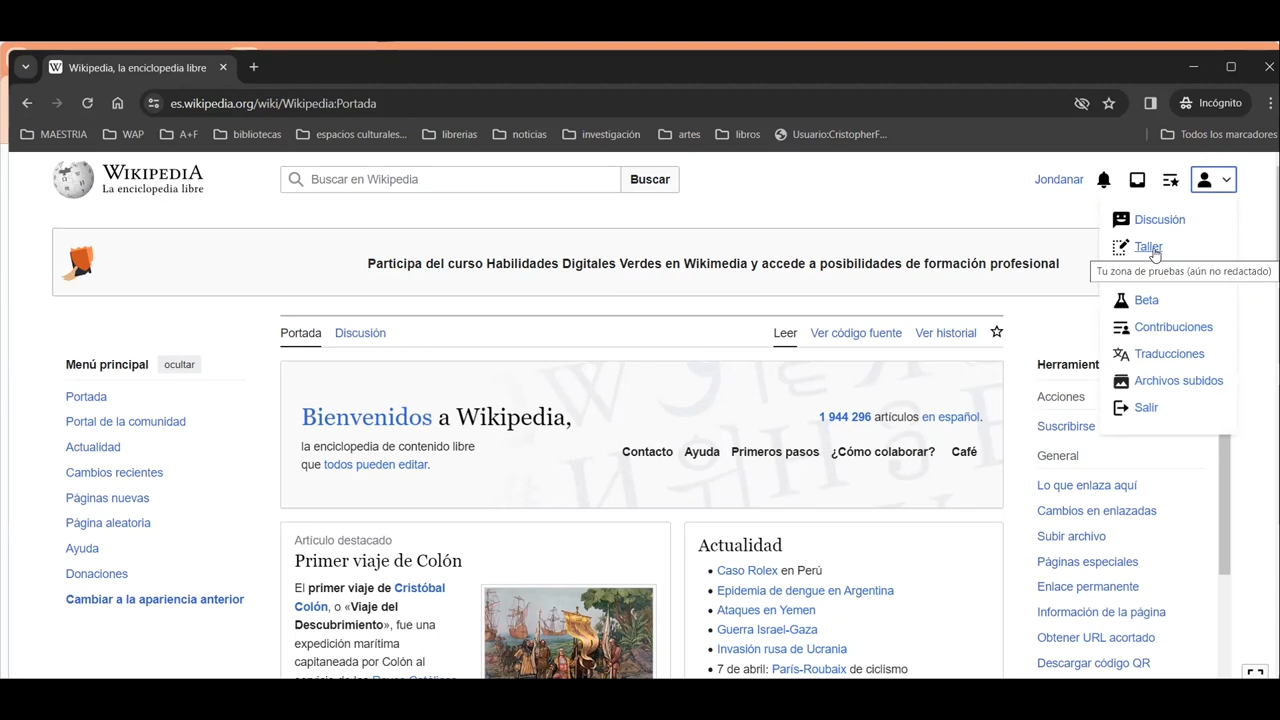 Wikipedia, la enciclopedia libre
es.wikipedia.org/wiki/Wikipedia:Portada
Incógnito
MAESTRIA
WAP
A+F
bibliotecas
espacios culturales...
librerias
noticias
investigación
artes
libros
Usuario:CristopherF...
Todos los marcadores
WIKIPEDIA
La enciclopedia libre
Buscar en Wikipedia
Buscar
Jondanar
Discusión
Taller
Tu zona de pruebas (aún no redactado)
Beta
Contribuciones
Traducciones
Archivos subidos
Salir
Participa del curso Habilidades Digitales Verdes en Wikimedia y accede a posibilidades de formación profesional
Portada
Discusión
Leer
Ver código fuente
Ver historial
Menú principal
ocultar
Portada
Portal de la comunidad
Actualidad
Cambios recientes
Páginas nuevas
Página aleatoria
Ayuda
Donaciones
Cambiar a la apariencia anterior
Bienvenidos a Wikipedia,
la enciclopedia de contenido libre
que todos pueden editar.
1 944 296 artículos en español.
Contacto
Ayuda
Primeros pasos
¿Cómo colaborar?
Café
Artículo destacado
Primer viaje de Colón
El primer viaje de Cristóbal
Colón, o «Viaje del
Descubrimiento», fue una
expedición marítima
capitaneada por Colón al
Actualidad
Caso Rolex en Perú
Epidemia de dengue en Argentina
Ataques en Yemen
Guerra Israel-Gaza
Invasión rusa de Ucrania
7 de abril: París-Roubaix de ciclismo
Herramient
Acciones
Suscribirse
General
Lo que enlaza aquí
Cambios en enlazadas
Subir archivo
Páginas especiales
Enlace permanente
Información de la página
Obtener URL acortado
Descargar código QR